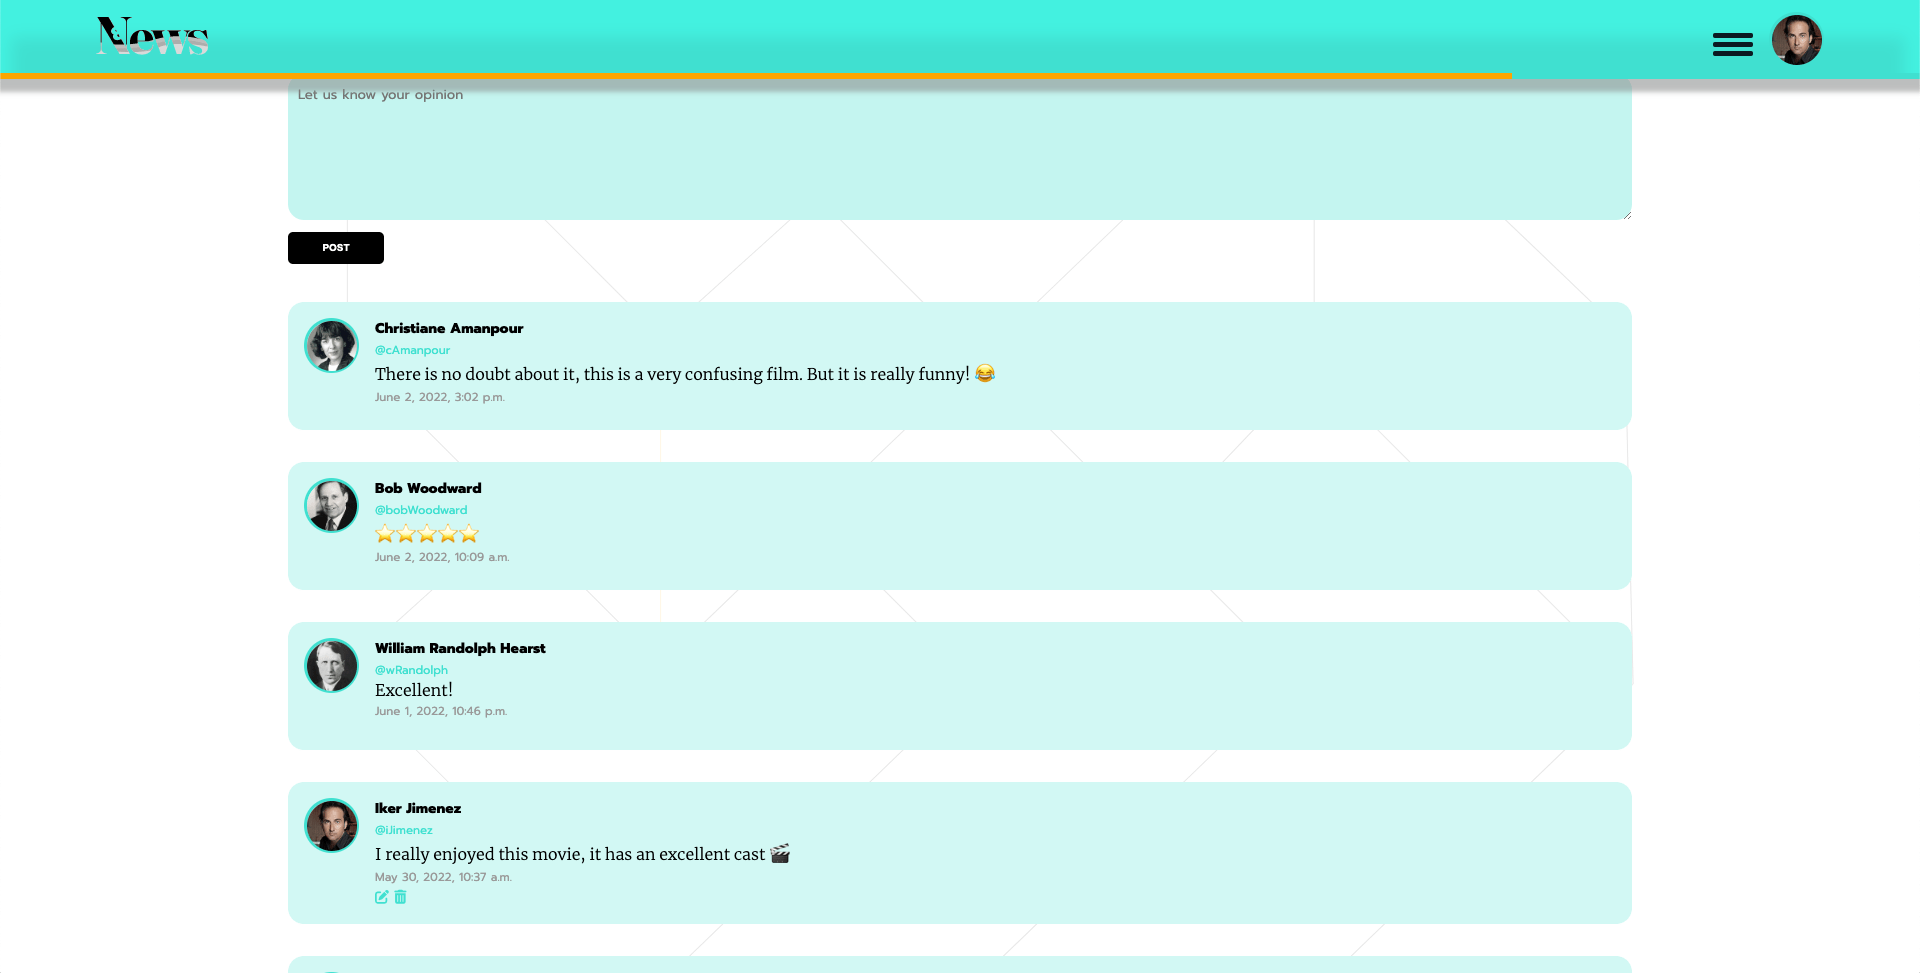 News
Let us know your opinion
POST
Christiane Amanpour
@cAmanpour
There is no doubt about it, this is a very confusing film. But it is really funny! 😂
June 2, 2022, 3:02 p.m.
Bob Woodward
@bobWoodward
⭐⭐⭐⭐⭐
June 2, 2022, 10:09 a.m.
William Randolph Hearst
@wRandolph
Excellent!
June 1, 2022, 10:46 p.m.
Iker Jimenez
@iJimenez
I really enjoyed this movie, it has an excellent cast 🎬
May 30, 2022, 10:37 a.m.